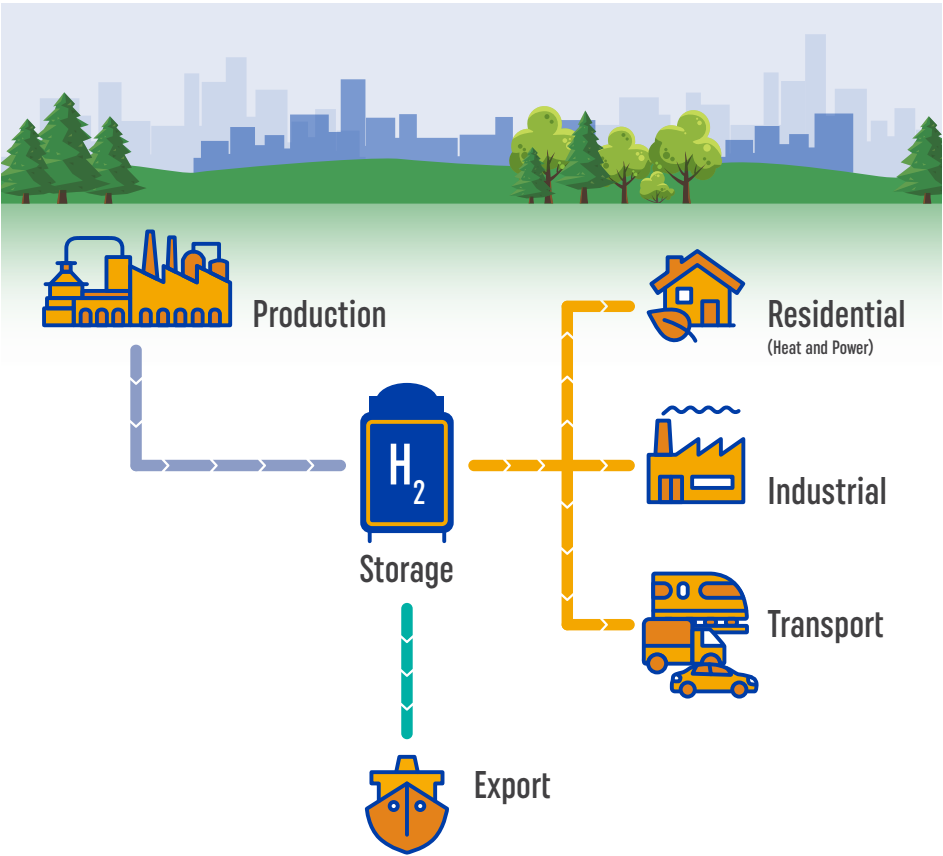 Production
Residential
(Heat and Power)
H2
Industrial
Storage
Transport
Export